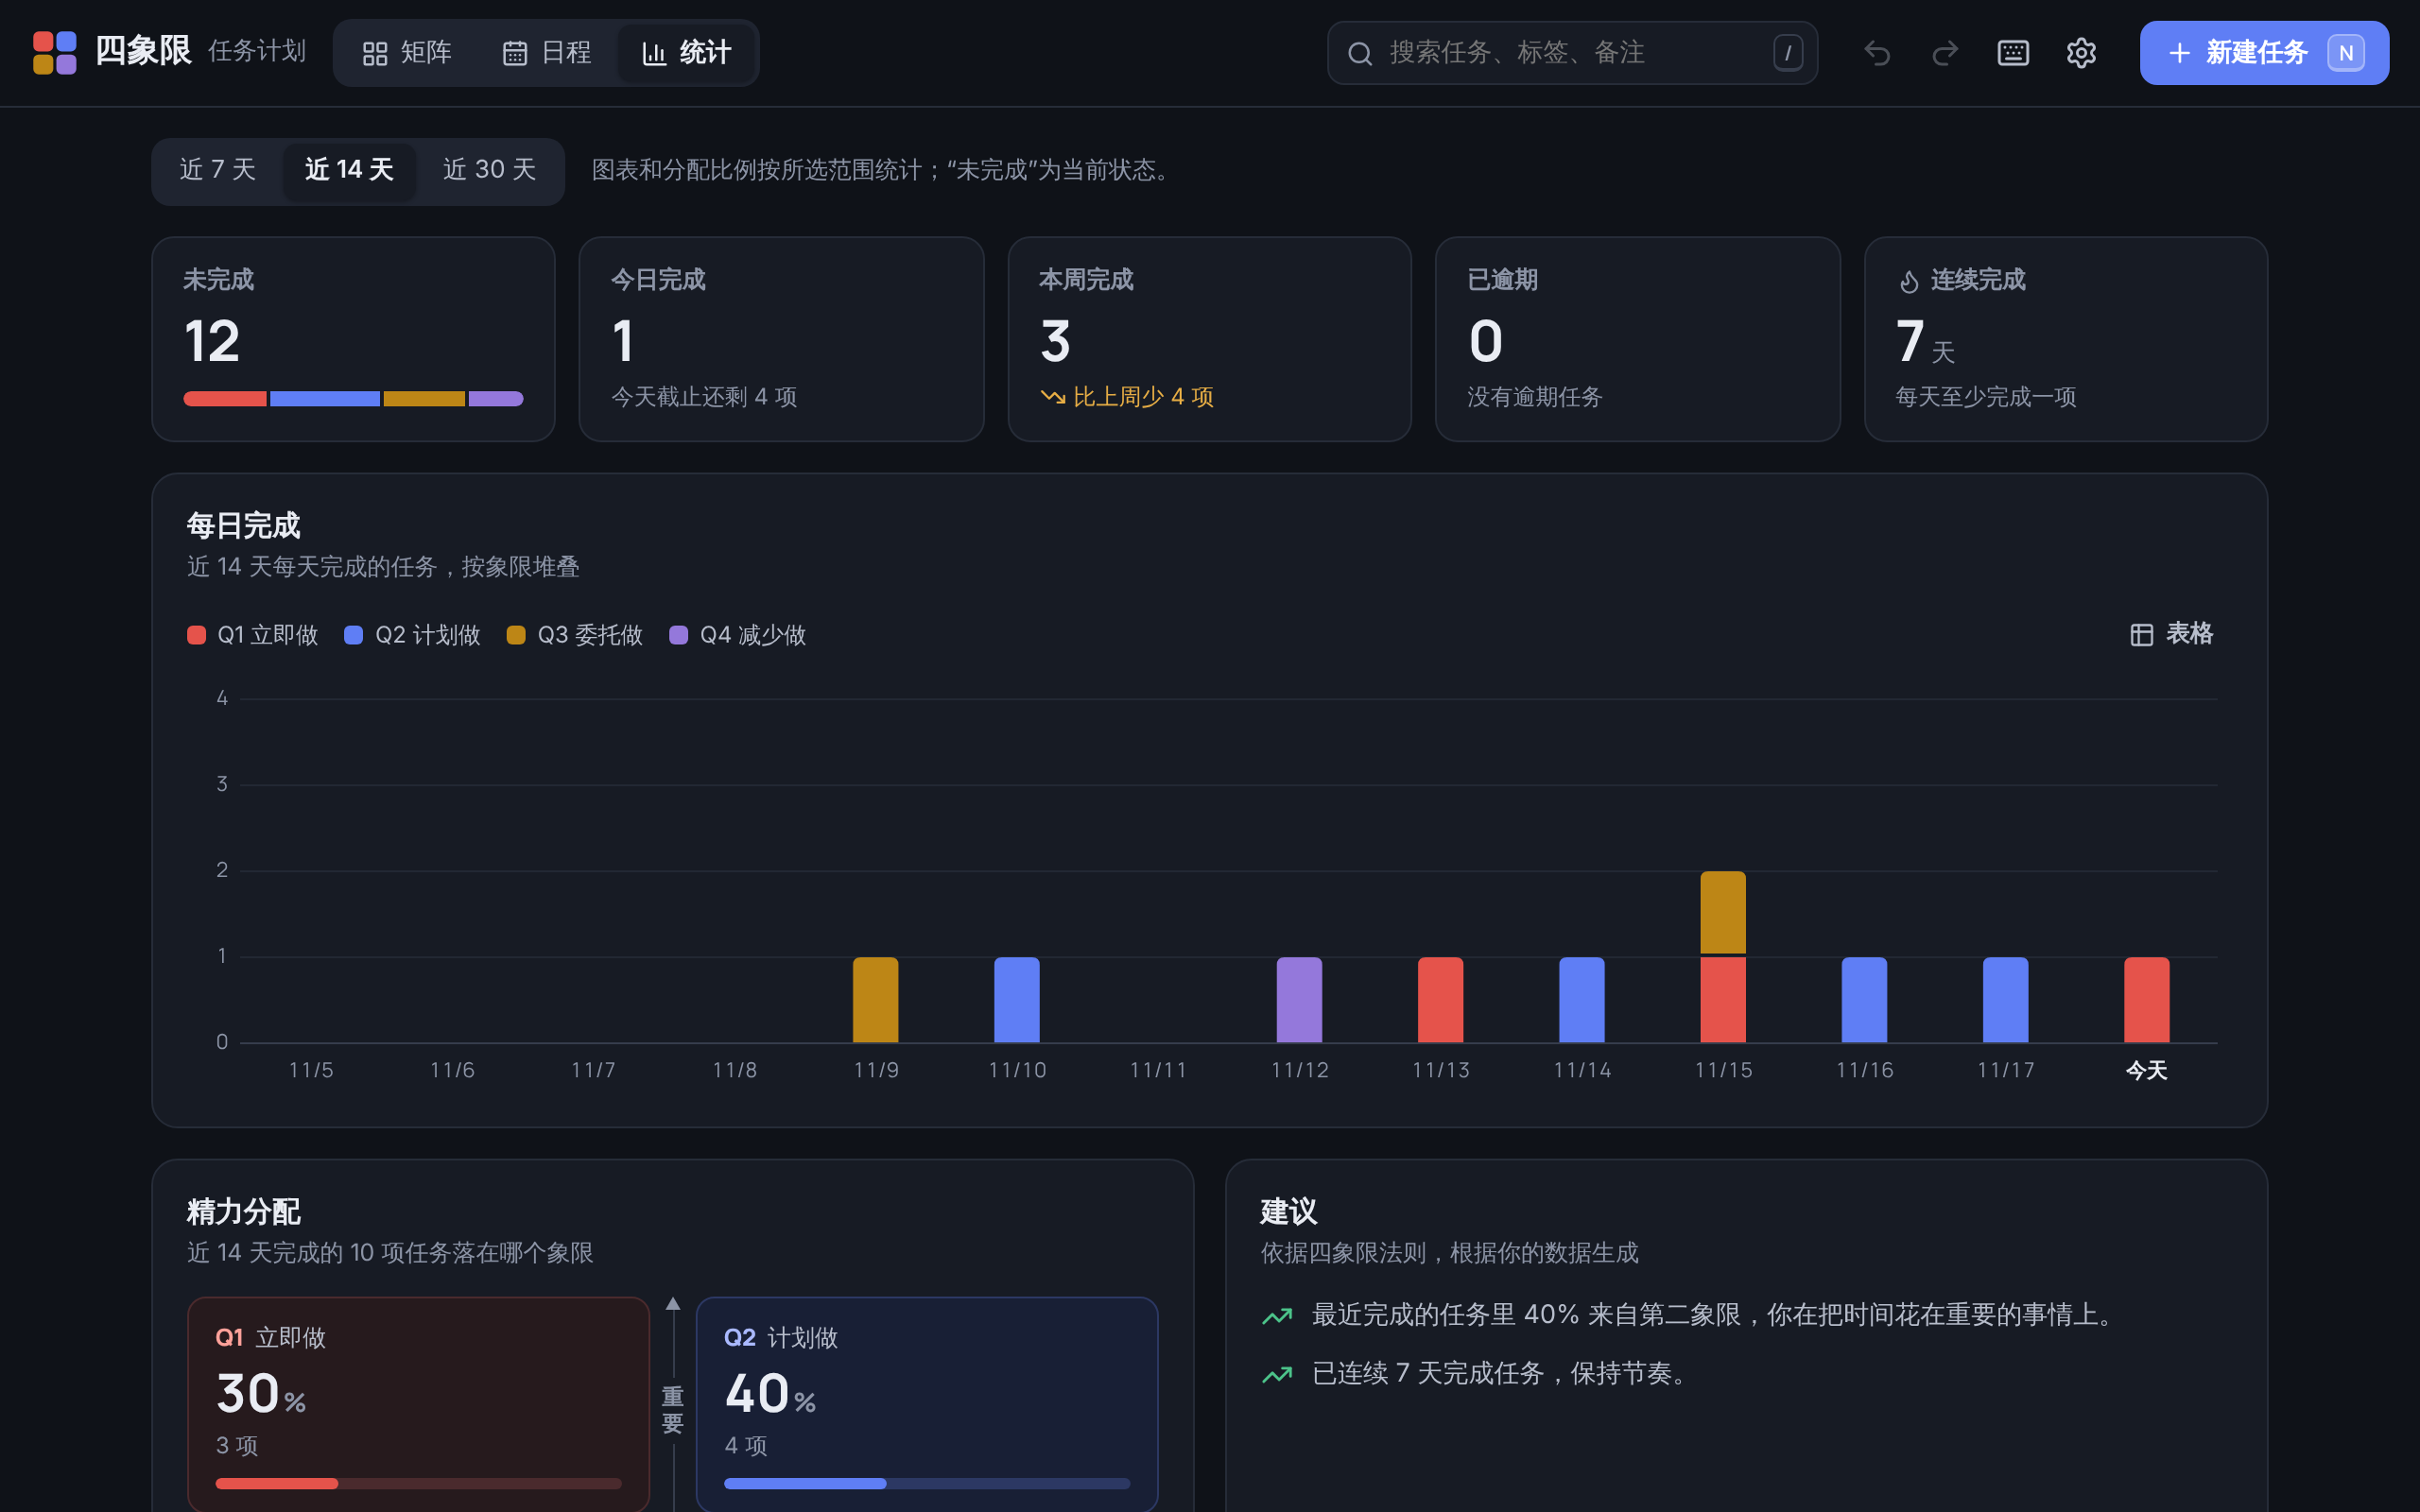 四象限 任务计划 矩阵 日程 统计 搜索任务、标签、备注 / 新建任务 N
近 7 天 近 14 天 近 30 天 图表和分配比例按所选范围统计；“未完成”为当前状态。
未完成
12
今日完成
1
今天截止还剩 4 项
本周完成
3
比上周少 4 项
已逾期
0
没有逾期任务
连续完成
7 天
每天至少完成一项
每日完成
近 14 天每天完成的任务，按象限堆叠
Q1 立即做 Q2 计划做 Q3 委托做 Q4 减少做 表格
4
3
2
1
0
11/5 11/6 11/7 11/8 11/9 11/10 11/11 11/12 11/13 11/14 11/15 11/16 11/17 今天
精力分配
近 14 天完成的 10 项任务落在哪个象限
Q1 立即做
30%
3 项
重要
Q2 计划做
40%
4 项
建议
依据四象限法则，根据你的数据生成
最近完成的任务里 40% 来自第二象限，你在把时间花在重要的事情上。
已连续 7 天完成任务，保持节奏。